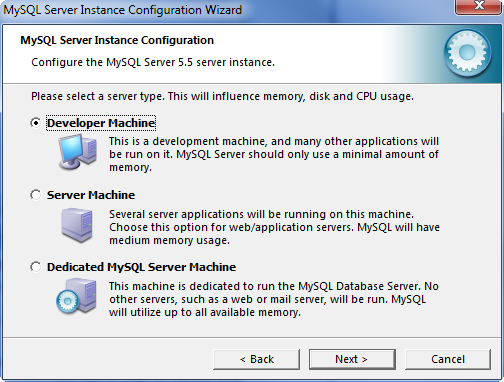 MySQL Server Instance Configuration Wizard
MySQL Server Instance Configuration
Configure the MySQL Server 5.5 server instance.
Please select a server type. This will influence memory, disk and CPU usage.
Developer Machine
This is a development machine, and many other applications will
be run on it. MySQL Server should only use a minimal amount of
memory.
Server Machine
Several server applications will be running on this machine.
Choose this option for web/application servers. MySQL will have
medium memory usage.
Dedicated MySQL Server Machine
This machine is dedicated to run the MySQL Database Server. No
other servers, such as a web or mail server, will be run. MySQL
will utilize up to all available memory.
< Back
Next >
Cancel